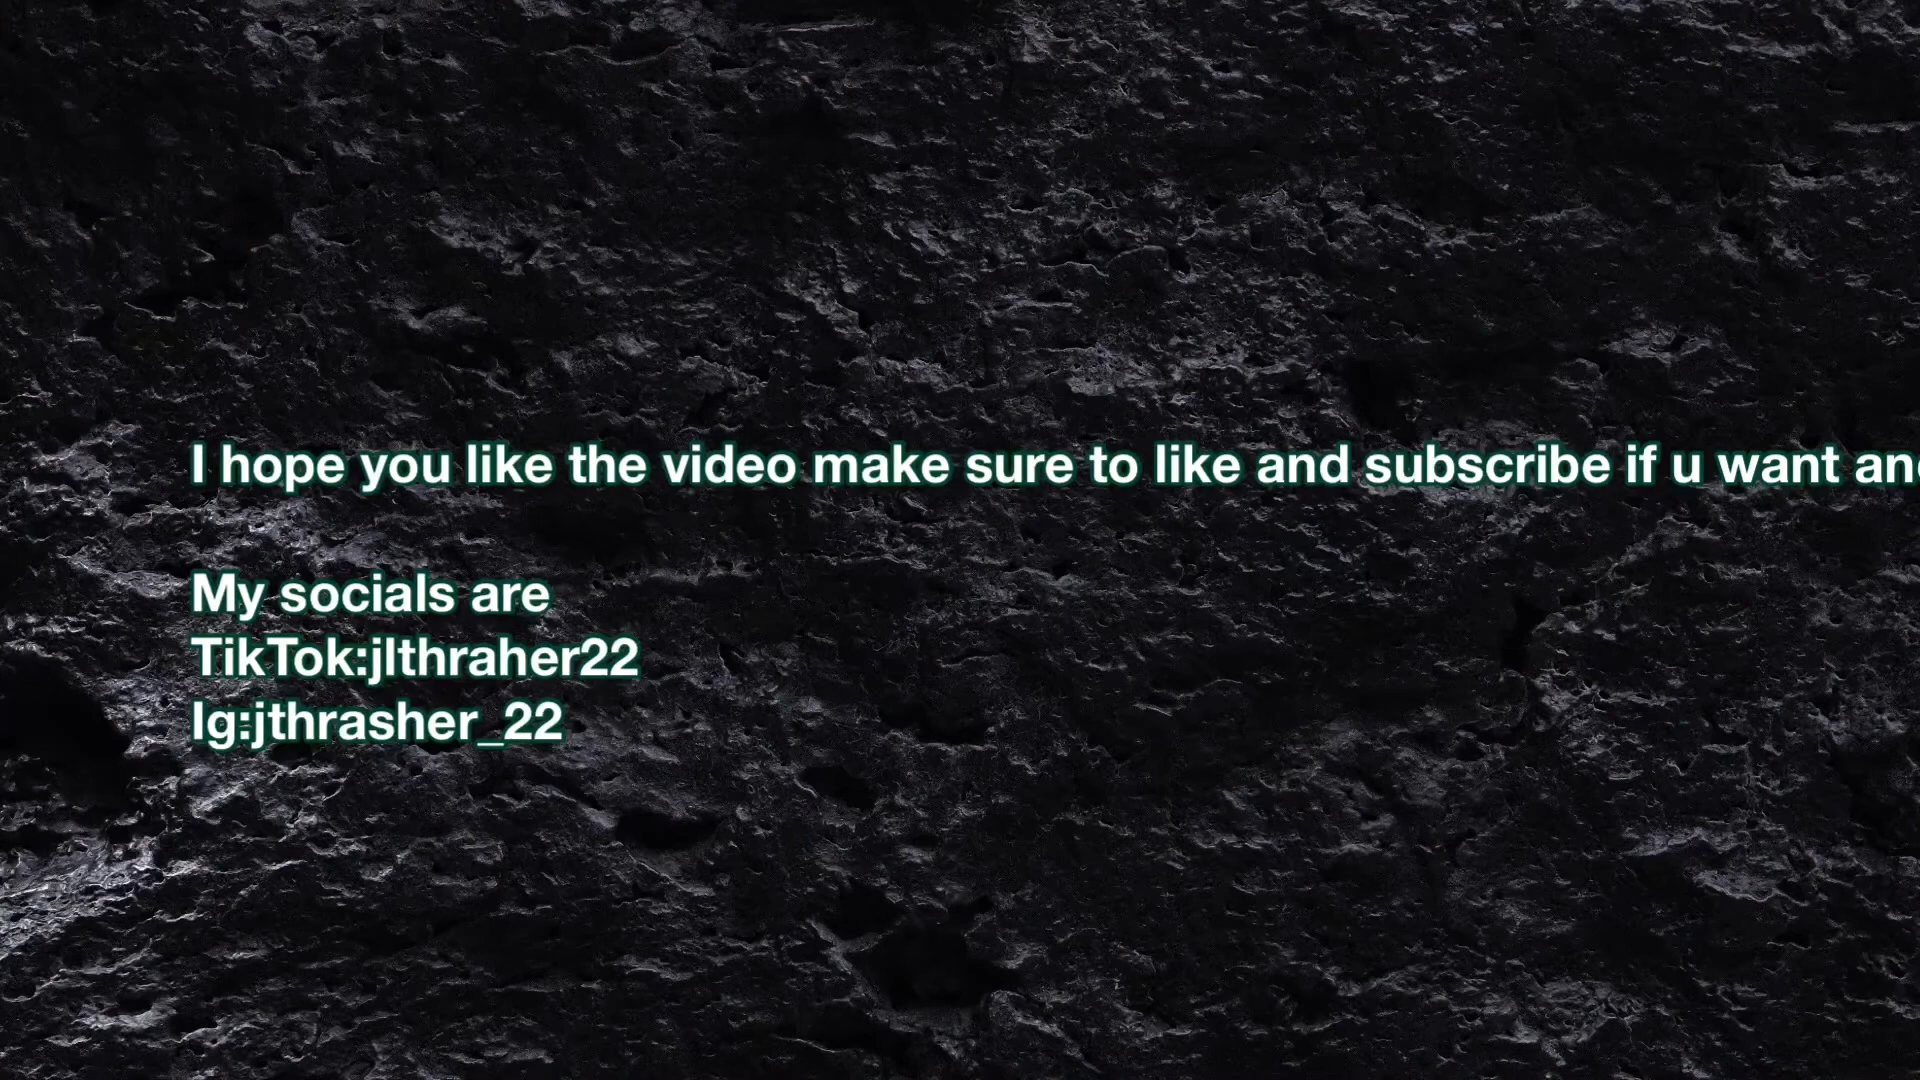 I hope you like the video make sure to like and subscribe if u want and
My socials are
TikTok:jlthraher22
Ig:jthrasher_22